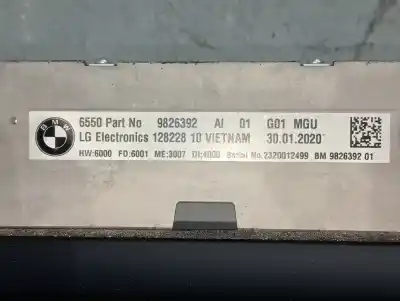 BMW
6550 Part No 9826392 AI 01 G01 MGU
LG Electronics 128228 10 VIETNAM 30.01.2020
HW:6000 FD:6001 ME:3007 DI:4000 Serial No.2320012499 BM 9826392 01